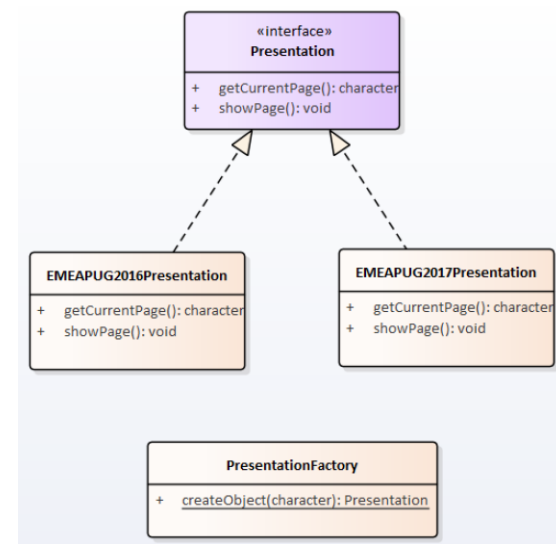 «interface»
Presentation
+ getCurrentPage(): character
+ showPage(): void
EMEAPUG2016Presentation
+ getCurrentPage(): character
+ showPage(): void
EMEAPUG2017Presentation
+ getCurrentPage(): character
+ showPage(): void
PresentationFactory
+ createObject(character): Presentation